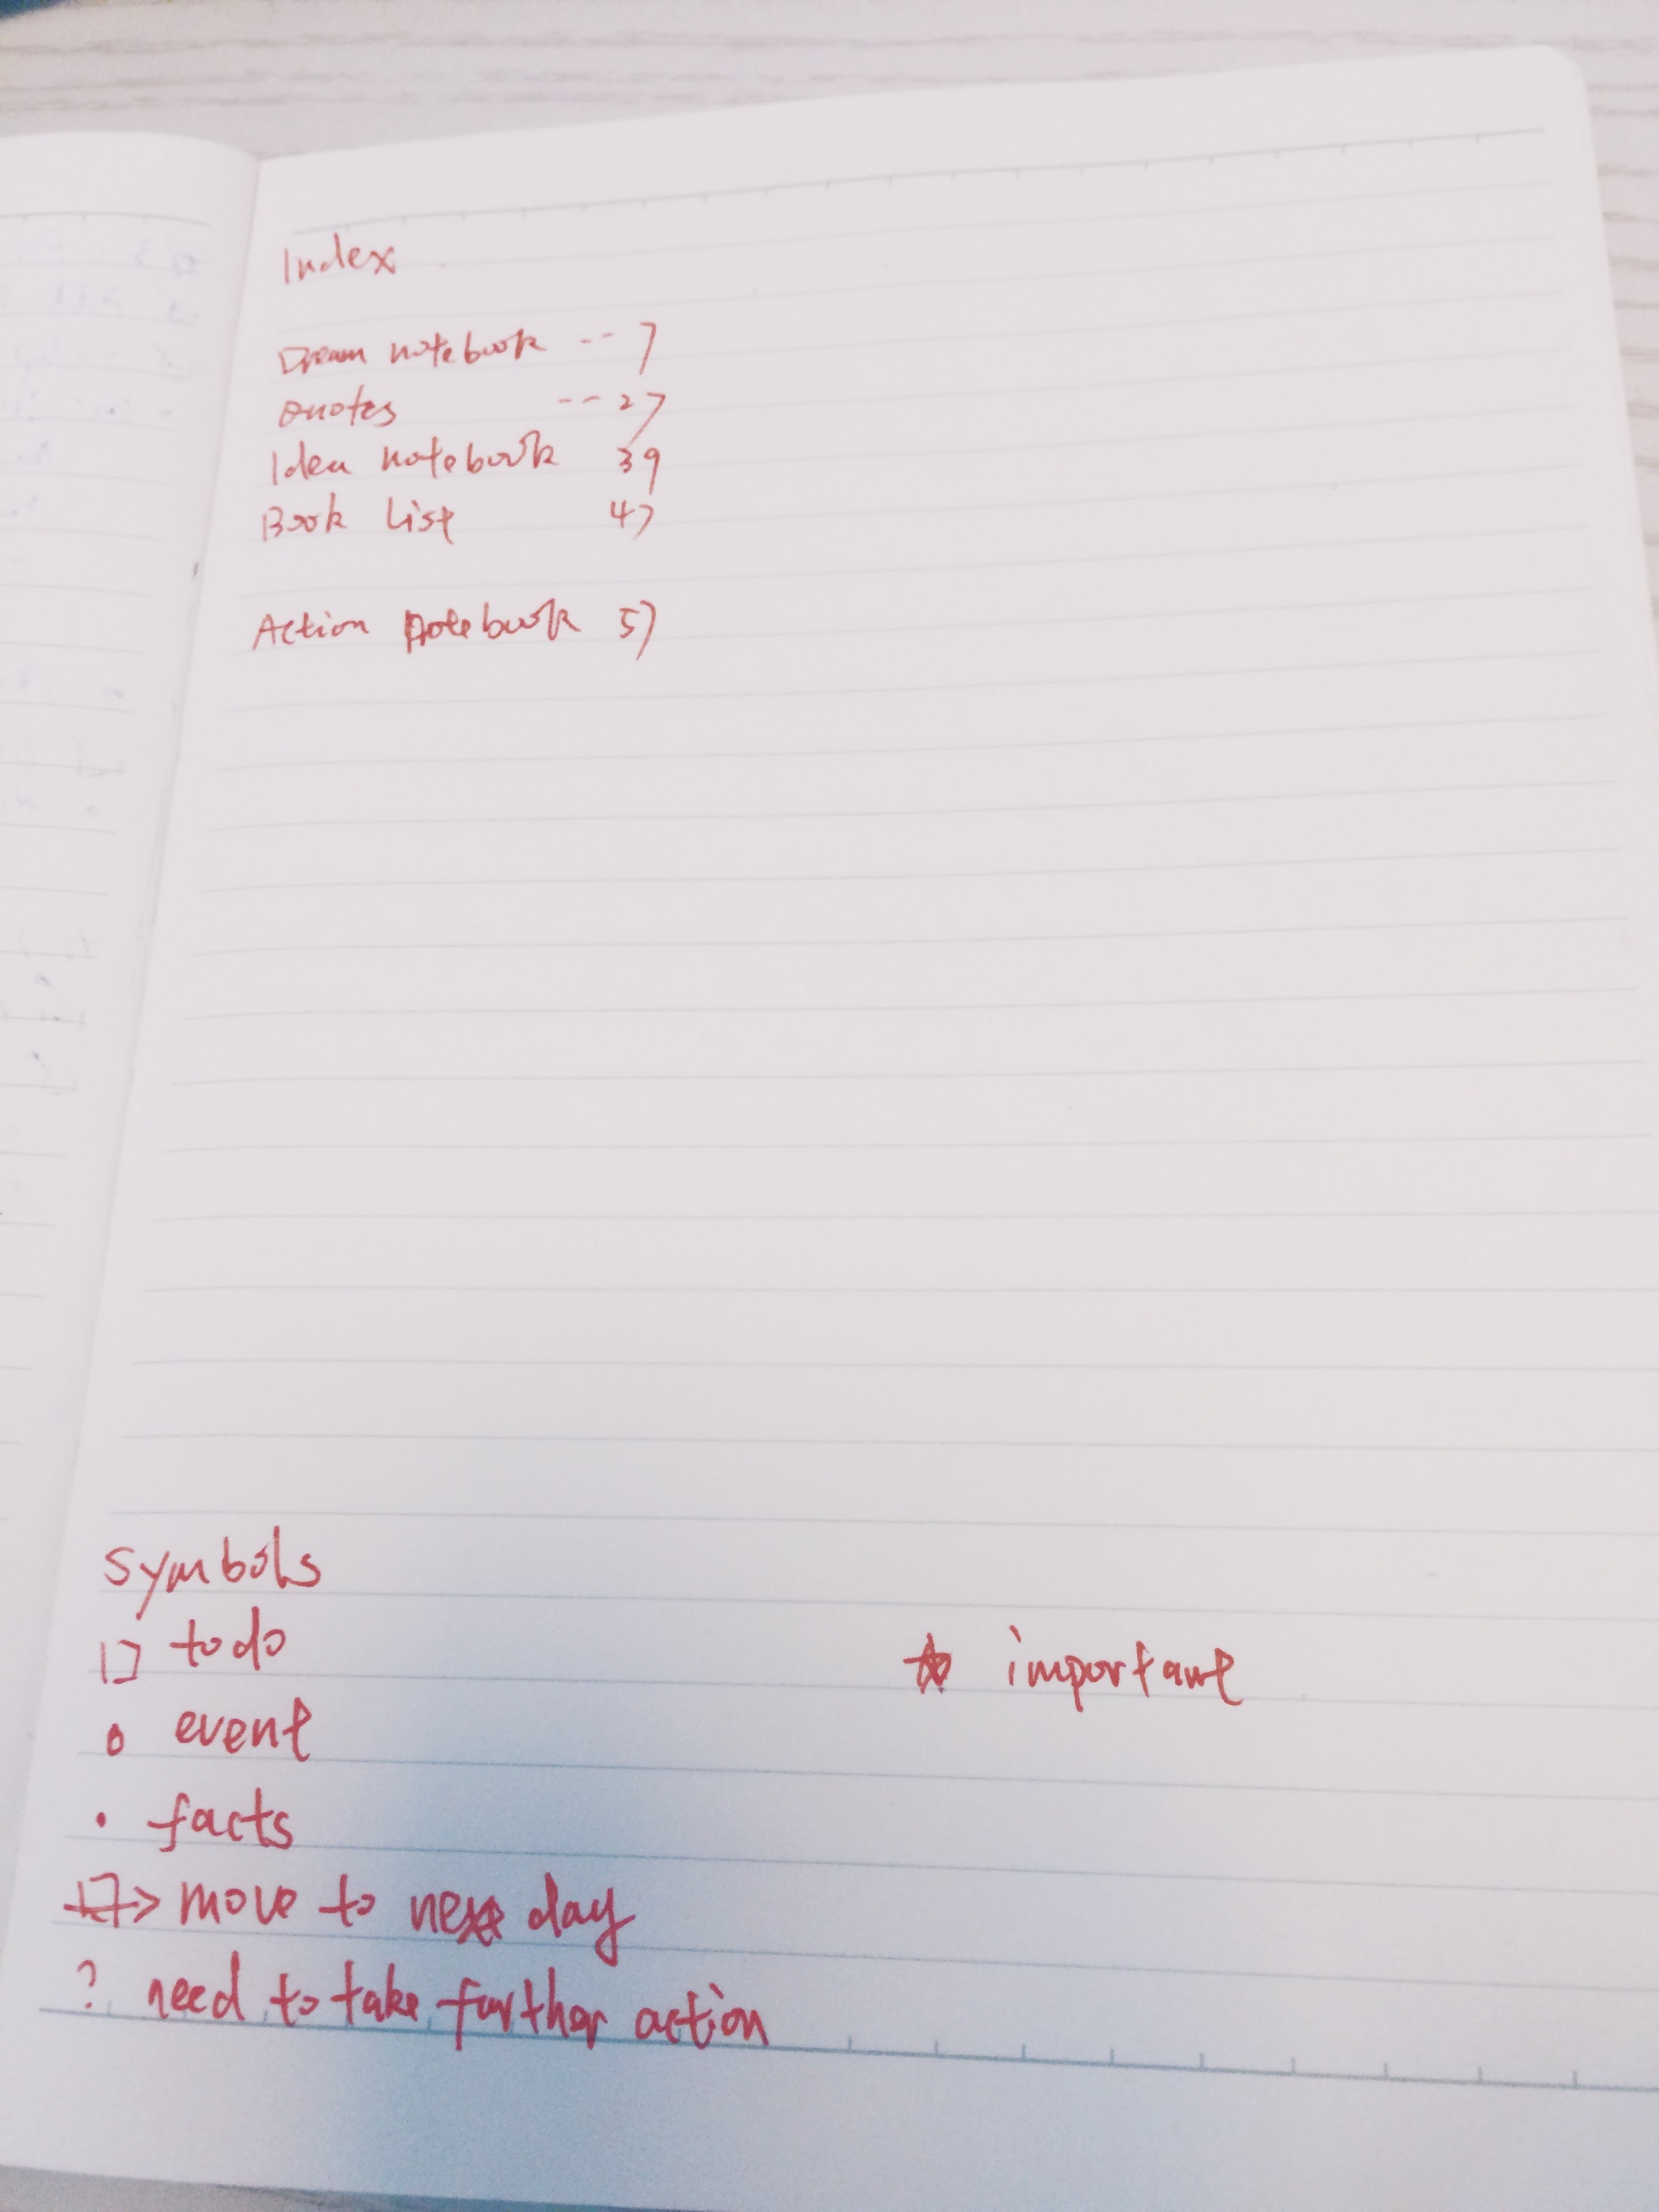 Index
Dream notebook -- 7
Quotes --- 27
Idea notebook 39
Book List 47
Action notebook 57
Symbols
□ todo
★ important
o event
• facts
□> move to next day
? need to take further action